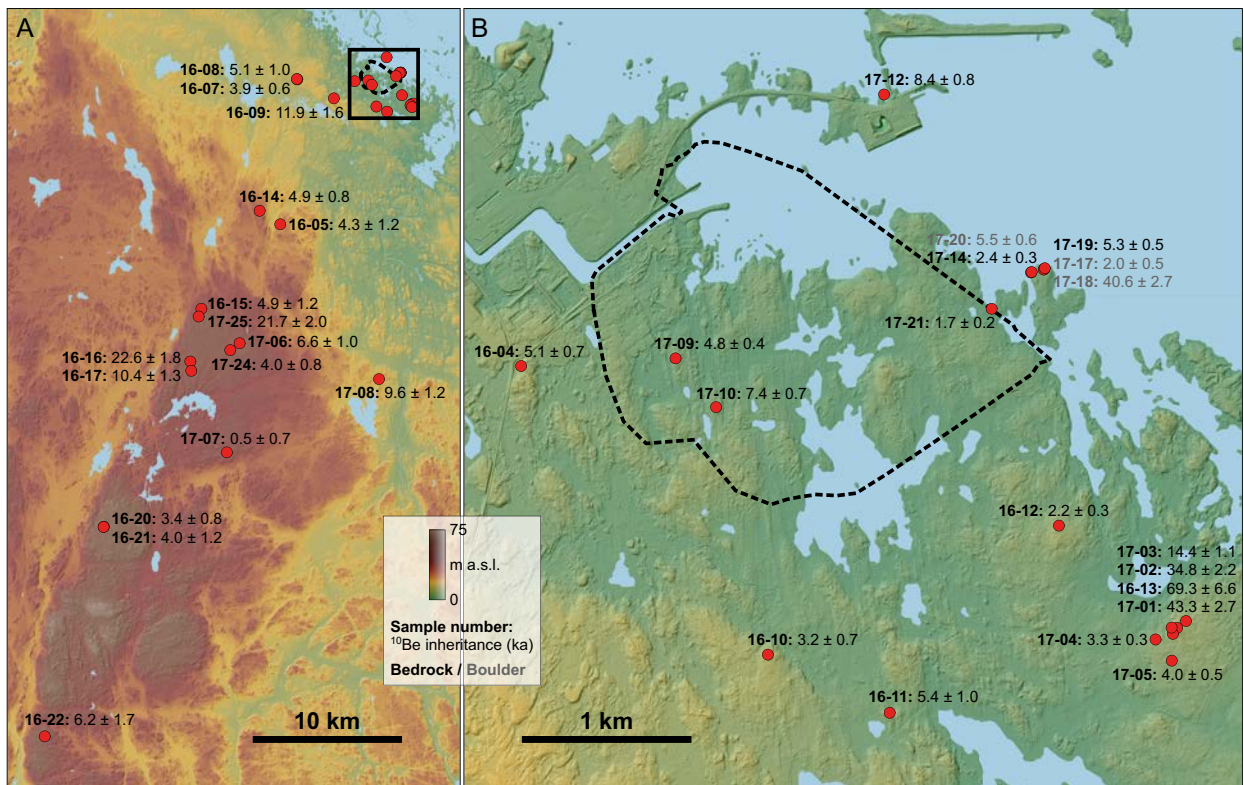 A
16-08: 5.1 ± 1.0
16-07: 3.9 ± 0.6
16-09: 11.9 ± 1.6
16-14: 4.9 ± 0.8
16-05: 4.3 ± 1.2
16-15: 4.9 ± 1.2
17-25: 21.7 ± 2.0
17-06: 6.6 ± 1.0
16-16: 22.6 ± 1.8
17-24: 4.0 ± 0.8
16-17: 10.4 ± 1.3
17-08: 9.6 ± 1.2
17-07: 0.5 ± 0.7
16-20: 3.4 ± 0.8
16-21: 4.0 ± 1.2
16-22: 6.2 ± 1.7
10 km
75
m a.s.l.
0
Sample number:
¹⁰Be inheritance (ka)
Bedrock / Boulder
B
17-12: 8.4 ± 0.8
17-20: 5.5 ± 0.6
17-14: 2.4 ± 0.3
17-19: 5.3 ± 0.5
17-17: 2.0 ± 0.5
17-18: 40.6 ± 2.7
17-21: 1.7 ± 0.2
16-04: 5.1 ± 0.7
17-09: 4.8 ± 0.4
17-10: 7.4 ± 0.7
16-12: 2.2 ± 0.3
17-03: 14.4 ± 1.1
17-02: 34.8 ± 2.2
16-13: 69.3 ± 6.6
17-01: 43.3 ± 2.7
17-04: 3.3 ± 0.3
17-05: 4.0 ± 0.5
16-10: 3.2 ± 0.7
16-11: 5.4 ± 1.0
1 km